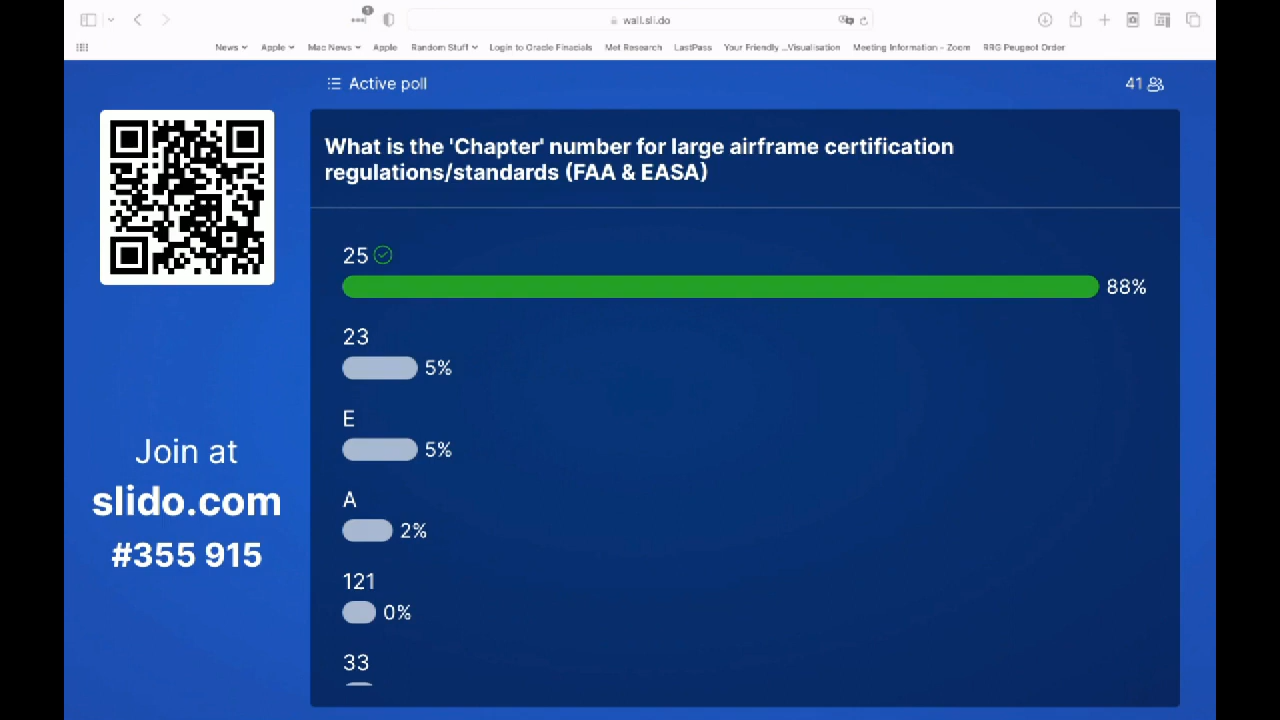 wall.sli.do
News
Apple
Mac News
Apple
Random Stuff
Login to Oracle Finacials
Met Research
LastPass
Your Friendly ...Visualisation
Meeting Information - Zoom
RRG Peugeot Order
Active poll
41
What is the 'Chapter' number for large airframe certification
regulations/standards (FAA & EASA)
25
88%
23
5%
E
5%
A
2%
121
0%
33
Join at
slido.com
#355 915